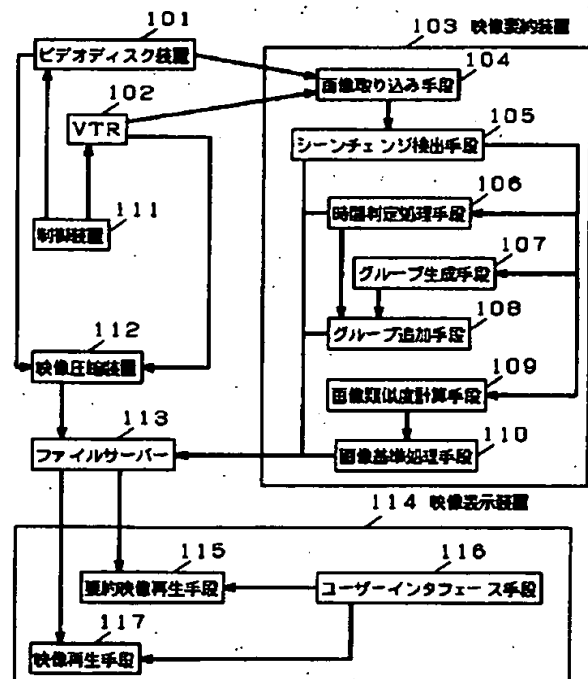 101
ビデオディスク装置
102
VTR
111
制御装置
112
映像圧縮装置
113
ファイルサーバー
103 映像要約装置
104
画像取り込み手段
105
シーンチェンジ検出手段
106
時間判定処理手段
107
グループ生成手段
108
グループ追加手段
109
画像類似度計算手段
110
画像基準処理手段
114 映像表示装置
115
要約映像再生手段
116
ユーザーインタフェース手段
117
映像再生手段